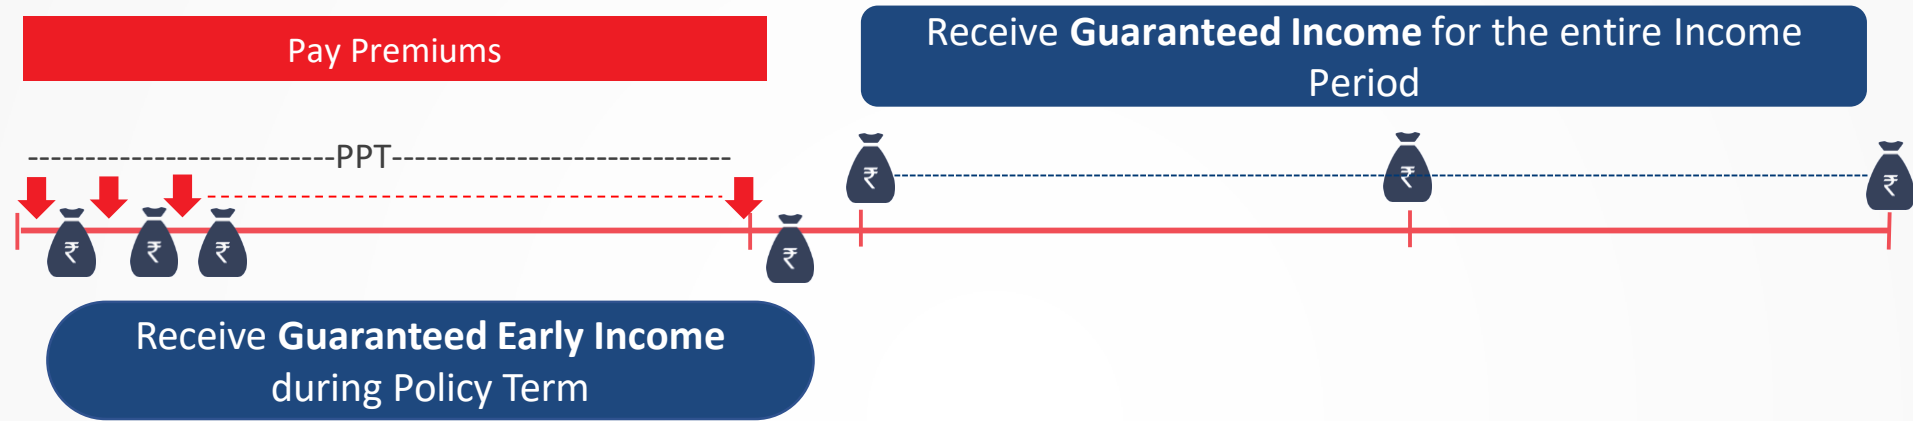 Pay Premiums
Receive Guaranteed Income for the entire Income
Period
--------------------------PPT-----------------------------
₹
₹
₹
₹
₹
₹
₹
Receive Guaranteed Early Income
during Policy Term